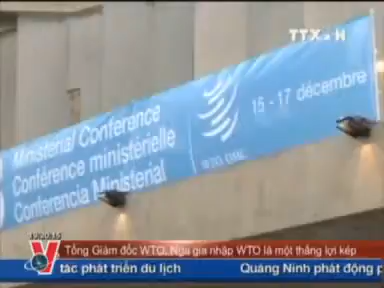 TTX-H
Ministerial Conference
Conférence ministérielle
Conferencia Ministerial
15 - 17 décembre
WTO OMC
Tổng Giám đốc WTO: Nga gia nhập WTO là một thắng lợi kép
tác phát triển du lịch
Quảng Ninh phát động p